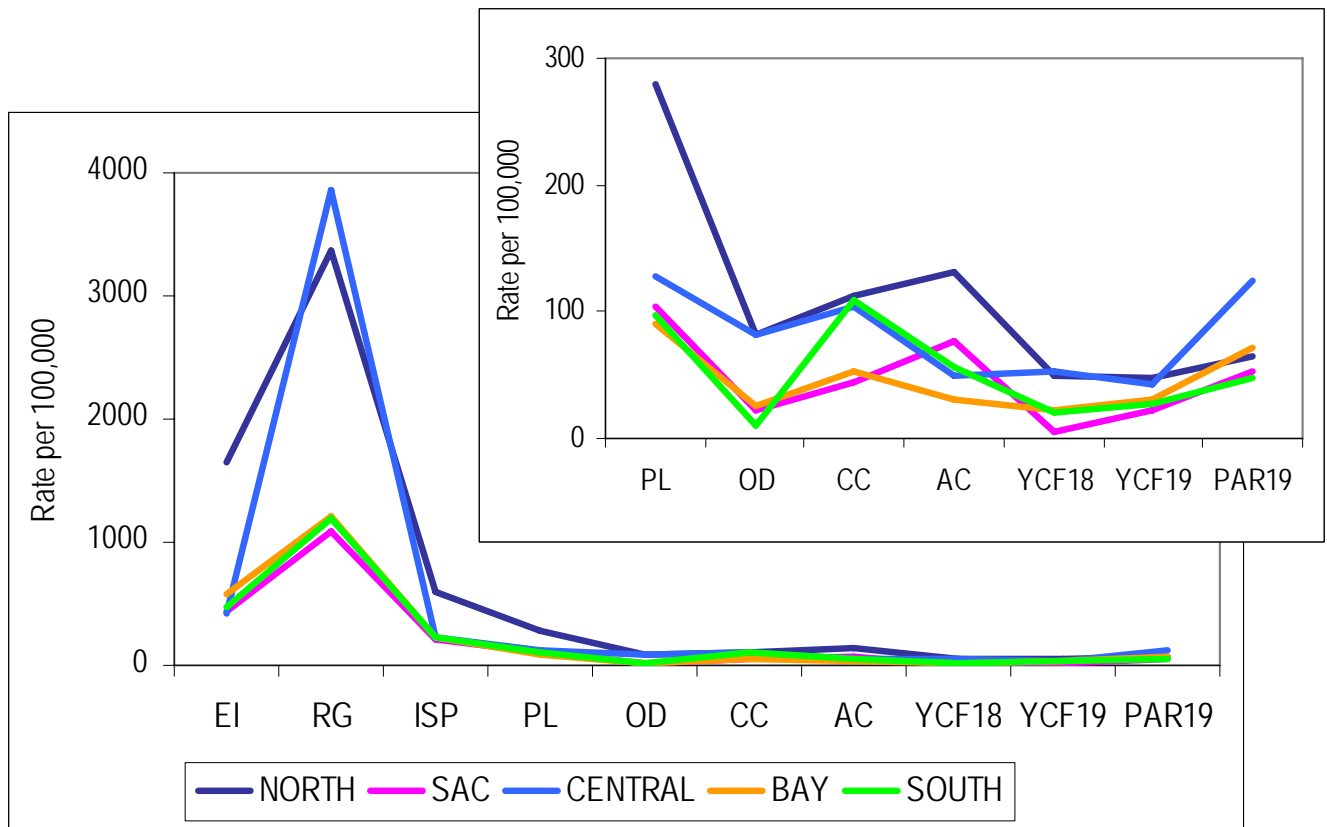 300
200
100
0
Rate per 100,000
PL OD CC AC YCF18 YCF19 PAR19
4000
3000
2000
1000
0
Rate per 100,000
EI RG ISP PL OD CC AC YCF18 YCF19 PAR19
NORTH SAC CENTRAL BAY SOUTH